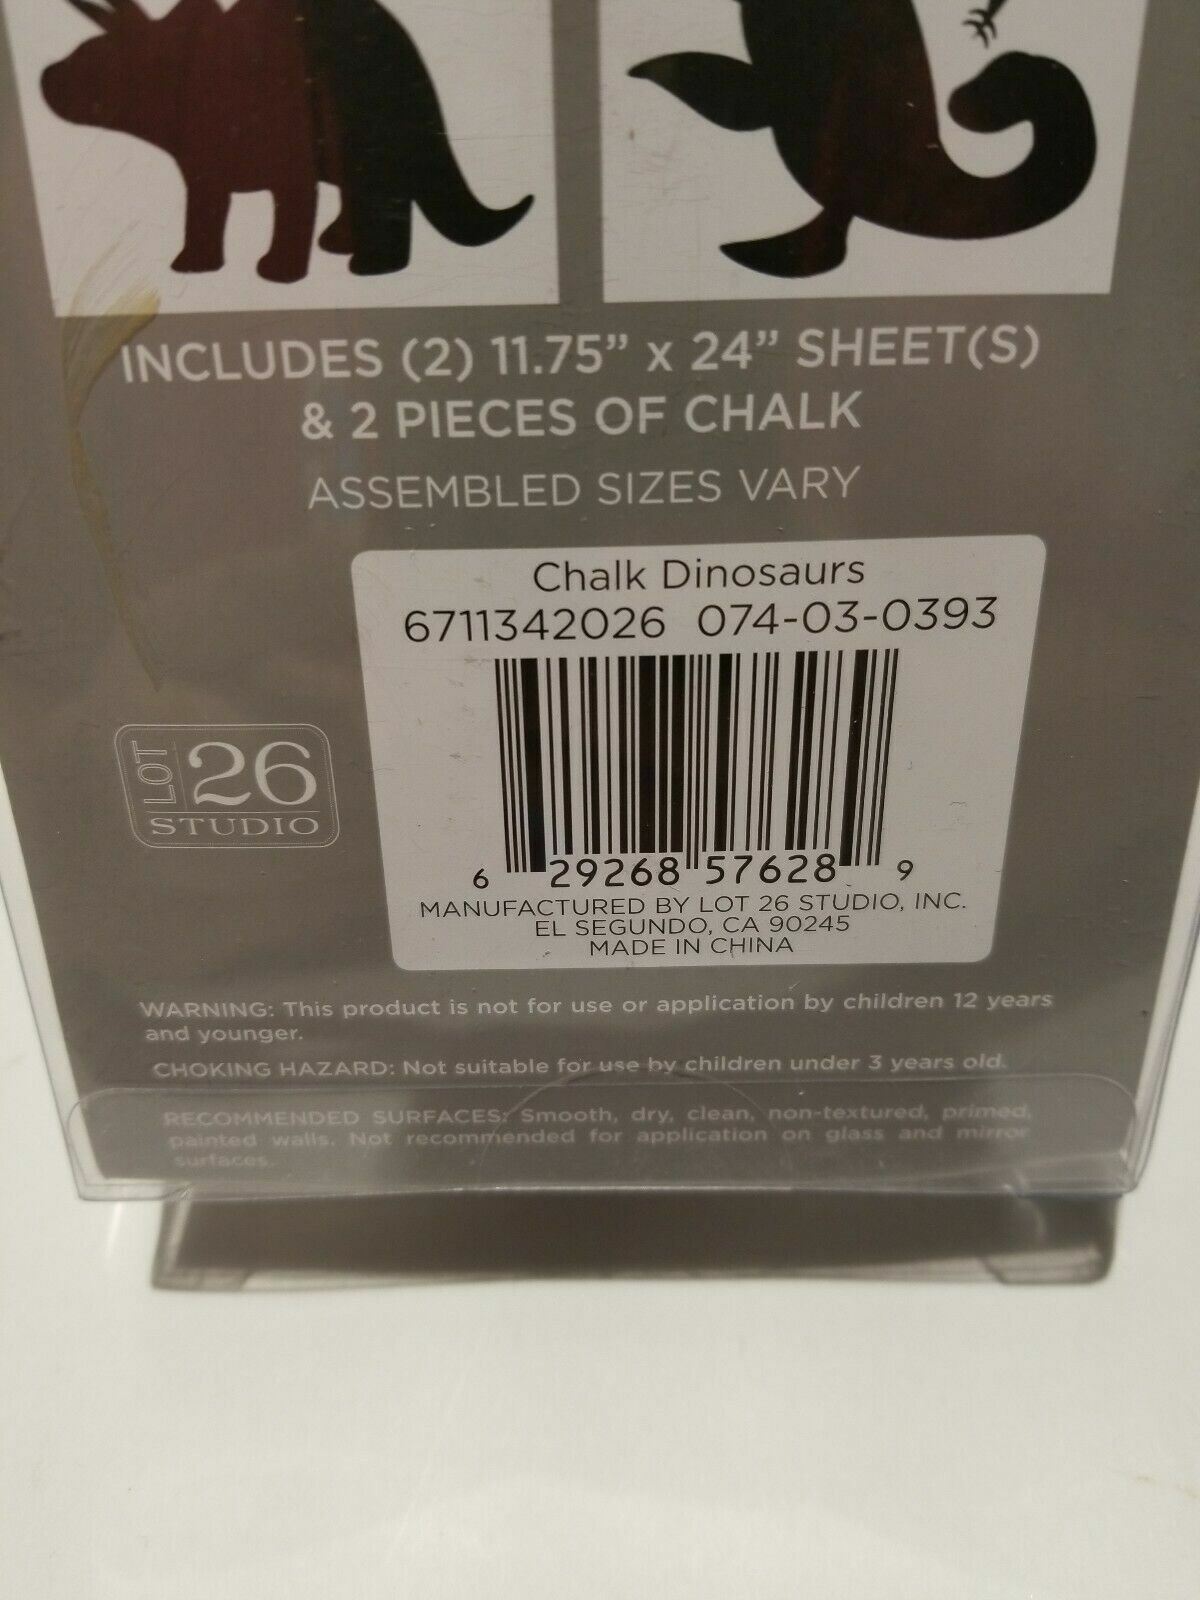 INCLUDES (2) 11.75” x 24” SHEET(S)
& 2 PIECES OF CHALK
ASSEMBLED SIZES VARY
Chalk Dinosaurs
6711342026 074-03-0393
6 29268 57628 9
MANUFACTURED BY LOT 26 STUDIO, INC.
EL SEGUNDO, CA 90245
MADE IN CHINA
LOT
26
STUDIO
WARNING: This product is not for use or application by children 12 years
and younger.
CHOKING HAZARD: Not suitable for use by children under 3 years old.
RECOMMENDED SURFACES: Smooth, dry, clean, non-textured, primed,
painted walls. Not recommended for application on glass and mirror
surfaces.